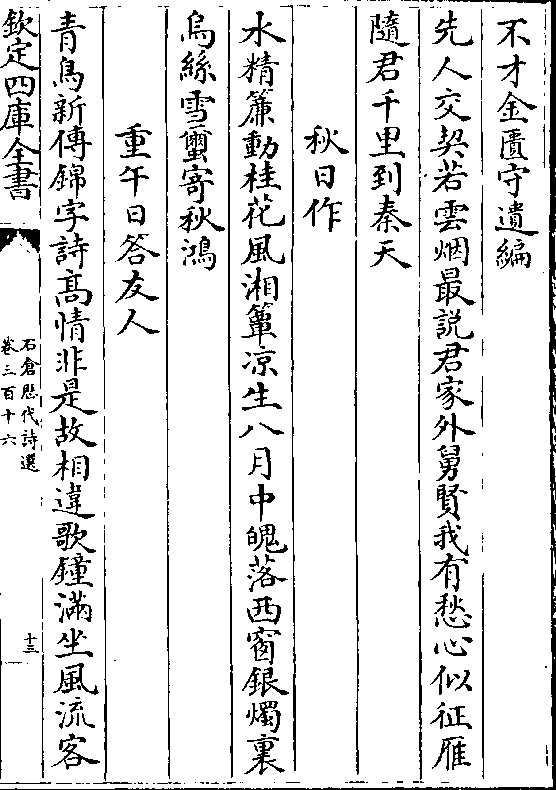 不才金匱守遺編
先人交契若雲烟最說君家外舅賢我有愁心似征雁
隨君千里到秦天
秋日作
水精簾動桂花風湘簟凉生八月中魄落西窗銀燭裏
烏絲雪璽寄秋鴻
重午日答友人
青鳥新傳錦字詩髙情非是故相違歌鐘滿坐風流客
欽定四庫全書
石倉歷代詩選
卷三百十六
十三